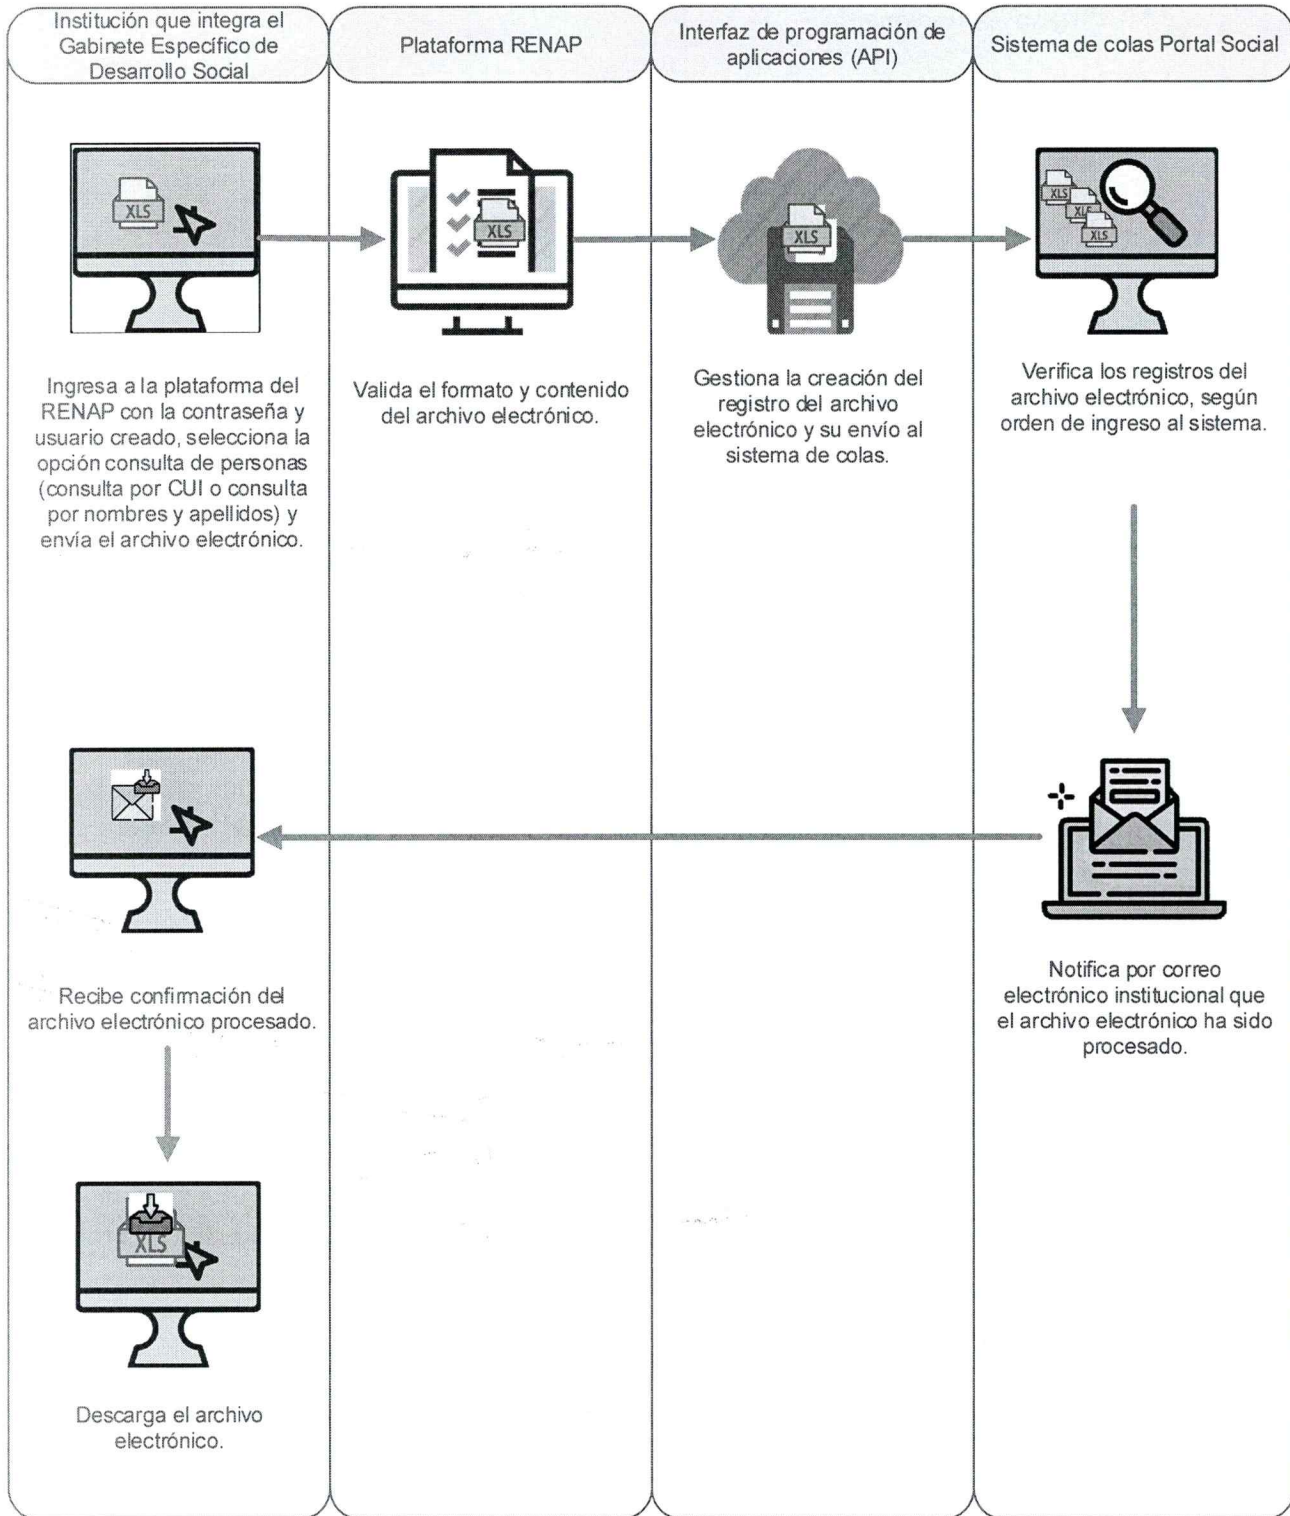 Institución que integra el
Gabinete Específico de
Desarrollo Social
Plataforma RENAP
Interfaz de programación de
aplicaciones (API)
Sistema de colas Portal Social
XLS
XLS
XLS
XLS
XLS
XLS
Ingresa a la plataforma del
RENAP con la contraseña y
usuario creado, selecciona la
opción consulta de personas
(consulta por CUI o consulta
por nombres y apellidos) y
envía el archivo electrónico.
Valida el formato y contenido
del archivo electrónico.
Gestiona la creación del
registro del archivo
electrónico y su envío al
sistema de colas.
Verifica los registros del
archivo electrónico, según
orden de ingreso al sistema.
Notifica por correo
electrónico institucional que
el archivo electrónico ha sido
procesado.
Recibe confirmación del
archivo electrónico procesado.
XLS
Descarga el archivo
electrónico.